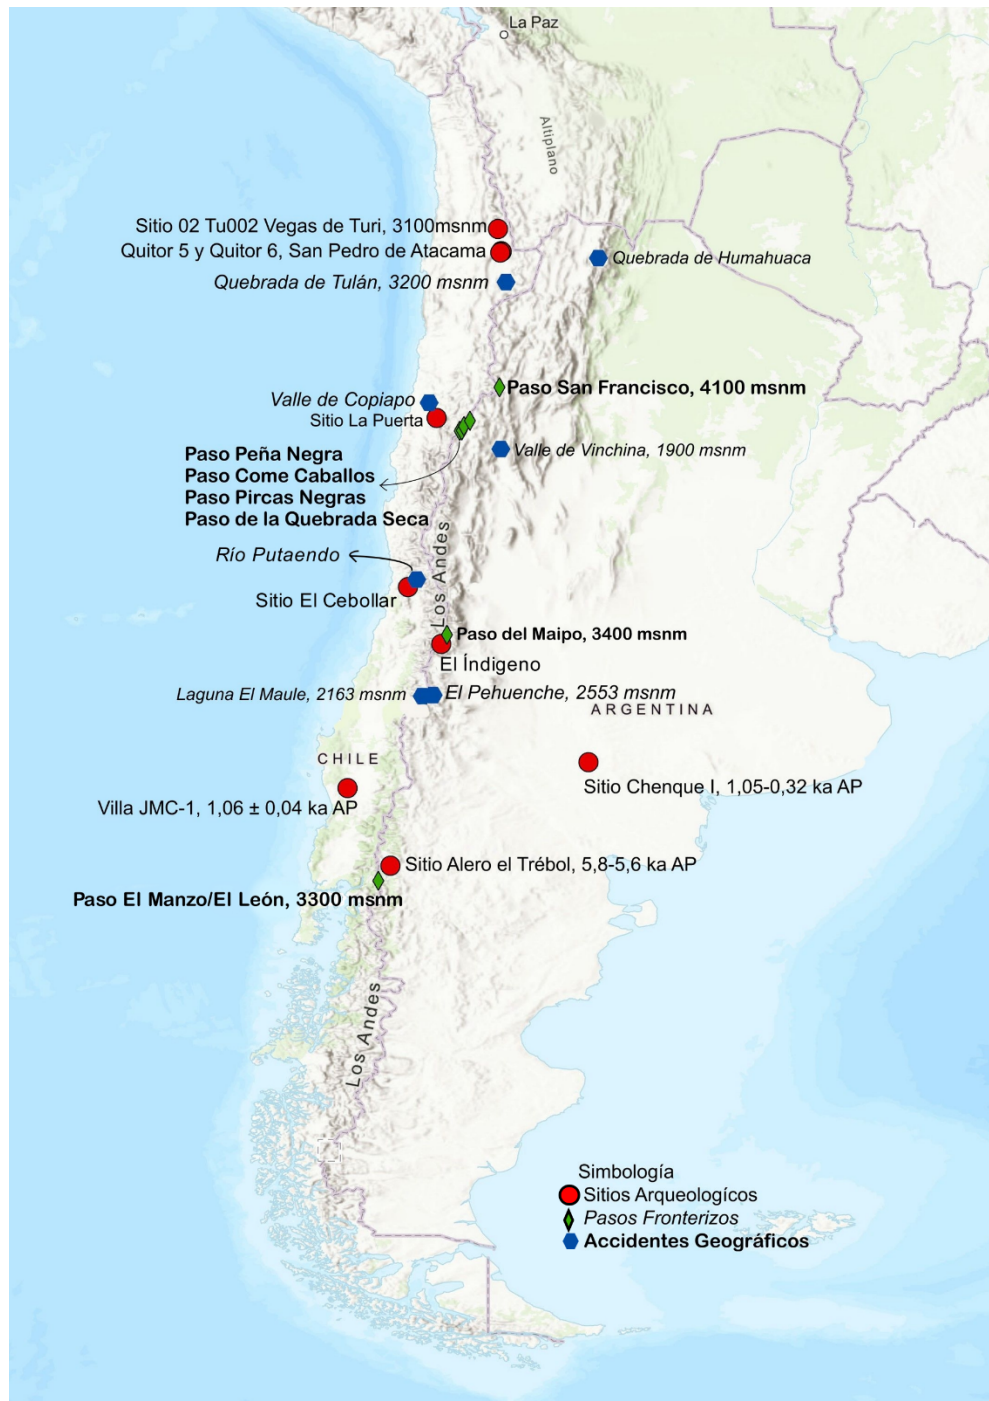 La Paz
Altiplano
Sitio 02 Tu002 Vegas de Turi, 3100msnm
Quitor 5 y Quitor 6, San Pedro de Atacama
Quebrada de Humahuaca
Quebrada de Tulán, 3200 msnm
Paso San Francisco, 4100 msnm
Valle de Copiapo
Sitio La Puerta
Paso Peña Negra
Paso Come Caballos
Paso Pircas Negras
Paso de la Quebrada Seca
Valle de Vinchina, 1900 msnm
Los Andes
Río Putaendo
Sitio El Cebollar
Paso del Maipo, 3400 msnm
El Índigeno
Laguna El Maule, 2163 msnm
El Pehuenche, 2553 msnm
ARGENTINA
CHILE
Sitio Chenque I, 1,05-0,32 ka AP
Villa JMC-1, 1,06 ± 0,04 ka AP
Sitio Alero el Trébol, 5,8-5,6 ka AP
Paso El Manzo/El León, 3300 msnm
Los Andes
Simbología
Sitios Arqueologícos
Pasos Fronterizos
Accidentes Geográficos